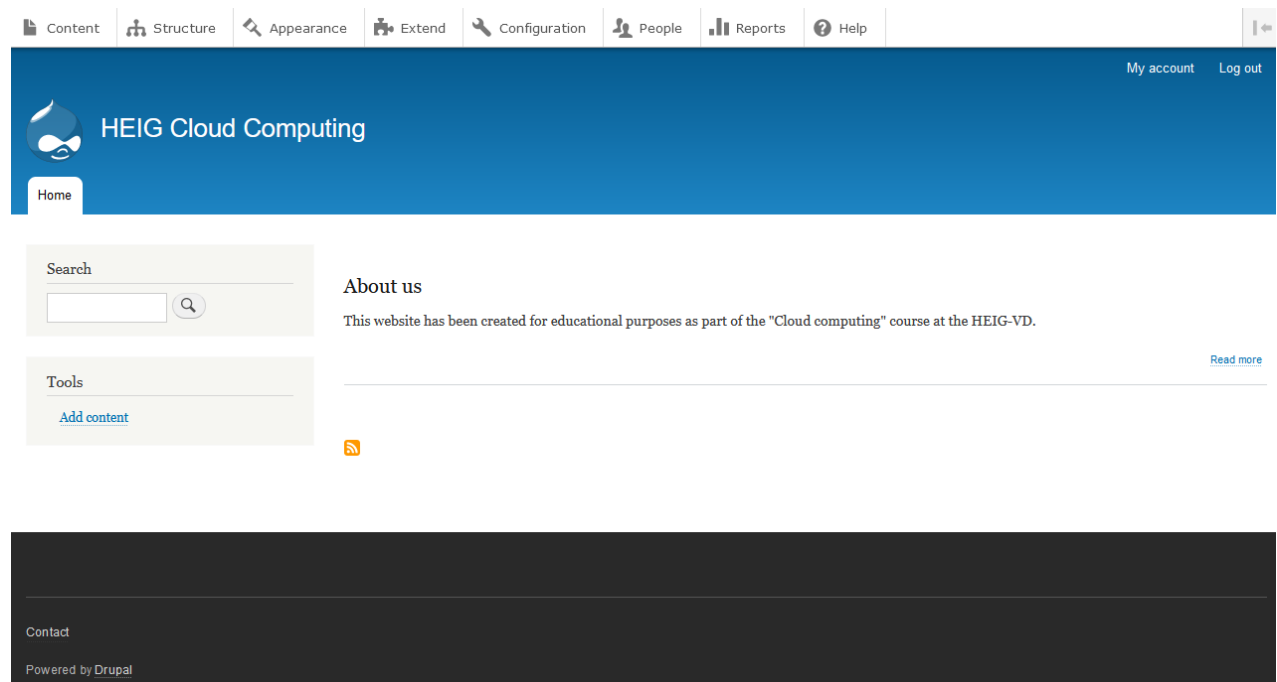 Content Structure Appearance Extend Configuration People Reports Help
My account Log out
HEIG Cloud Computing
Home
Search
Tools
Add content
About us
This website has been created for educational purposes as part of the "Cloud computing" course at the HEIG-VD.
Read more
Contact
Powered by Drupal